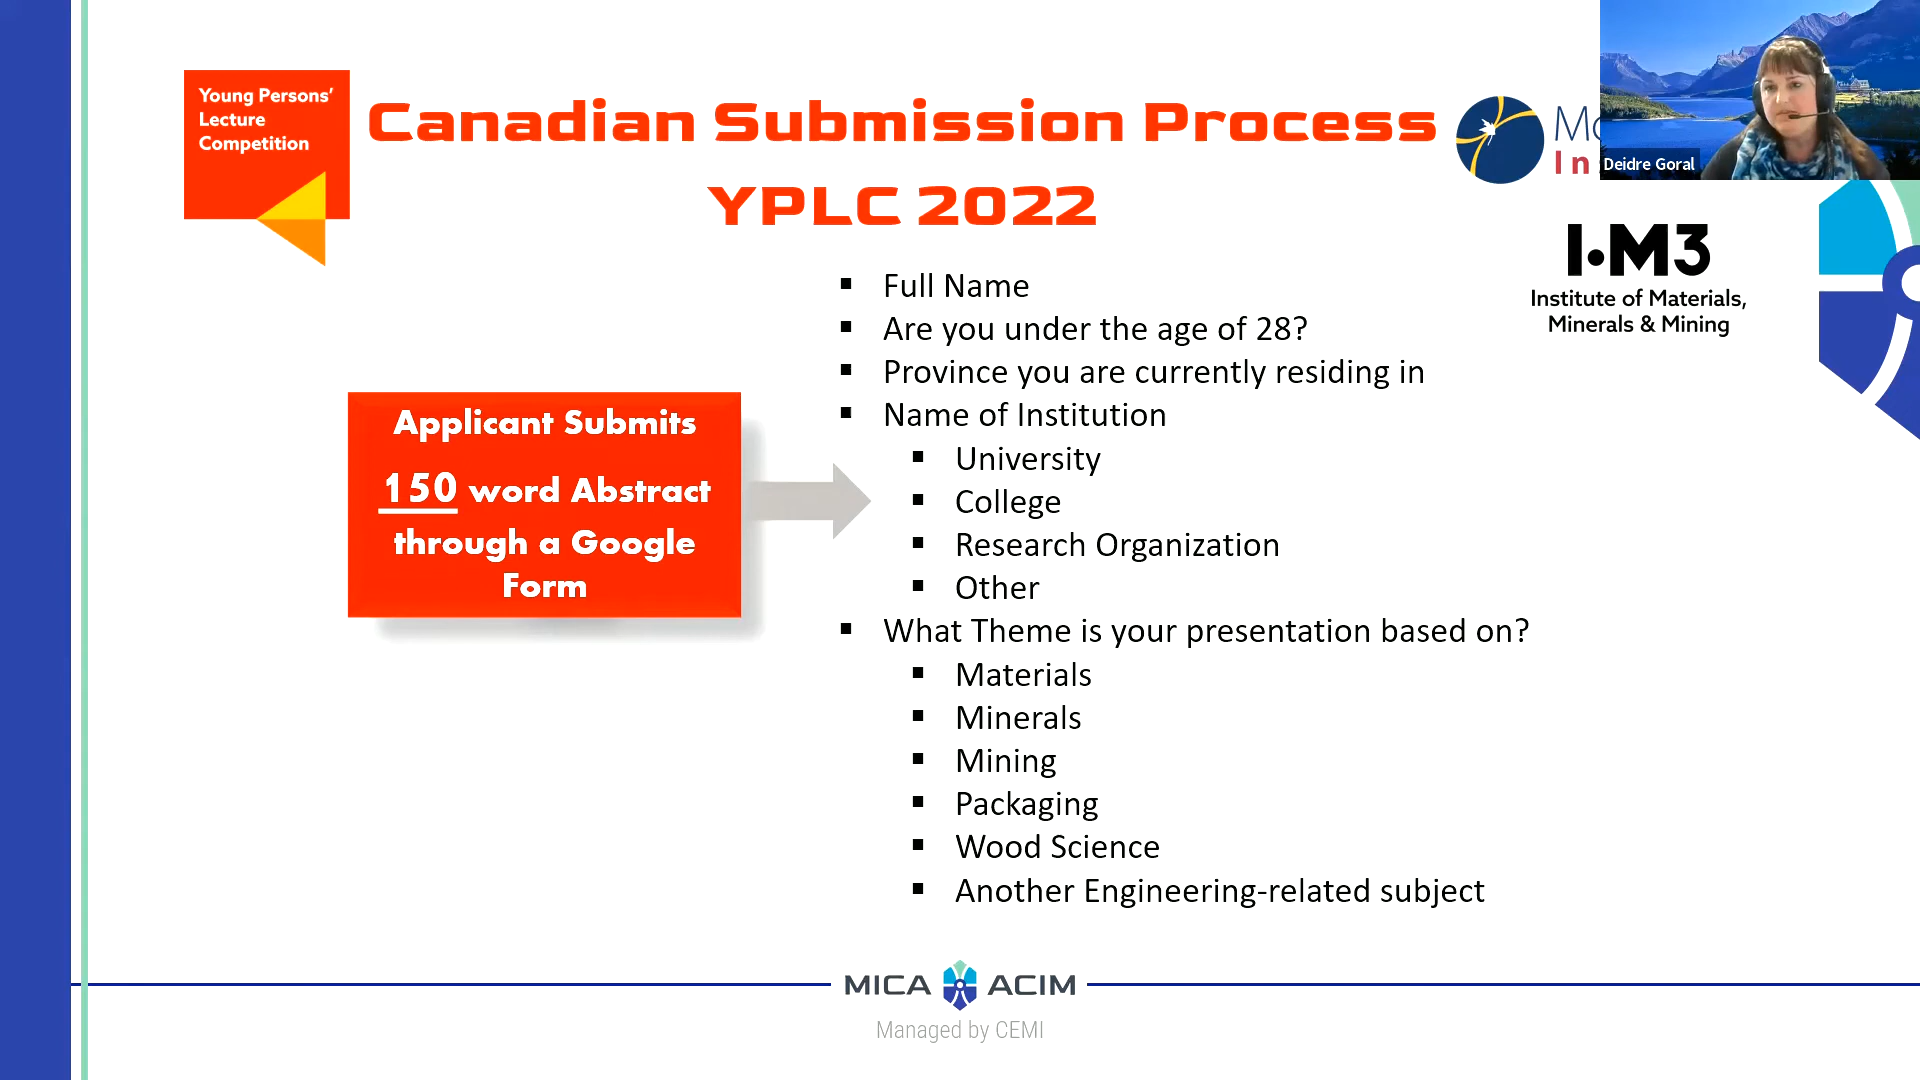 Young Persons'
Lecture
Competition
Canadian Submission Process
YPLC 2022
Deidre Goral
I·M3
Institute of Materials,
Minerals & Mining
Applicant Submits
150 word Abstract
through a Google
Form
▪ Full Name
▪ Are you under the age of 28?
▪ Province you are currently residing in
▪ Name of Institution
▪ University
▪ College
▪ Research Organization
▪ Other
▪ What Theme is your presentation based on?
▪ Materials
▪ Minerals
▪ Mining
▪ Packaging
▪ Wood Science
▪ Another Engineering-related subject
MICA ACIM
Managed by CEMI